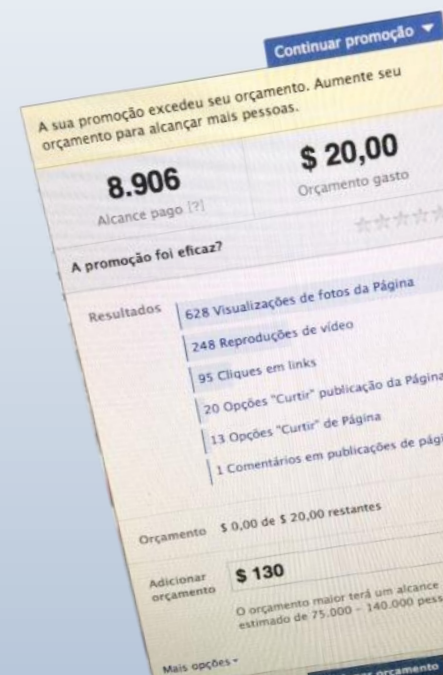 Continuar promoção
A sua promoção excedeu seu orçamento. Aumente seu
orçamento para alcançar mais pessoas.
8.906
$ 20,00
Alcance pago [?]
Orçamento gasto
A promoção foi eficaz?
Resultados
628 Visualizações de fotos da Página
248 Reproduções de vídeo
95 Cliques em links
20 Opções "Curtir" publicação da Página
13 Opções "Curtir" de Página
1 Comentários em publicações de pági
Orçamento $ 0,00 de $ 20,00 restantes
Adicionar
orçamento
$ 130
O orçamento maior terá um alcance
estimado de 75.000 - 140.000 pess
Mais opções
orçamento